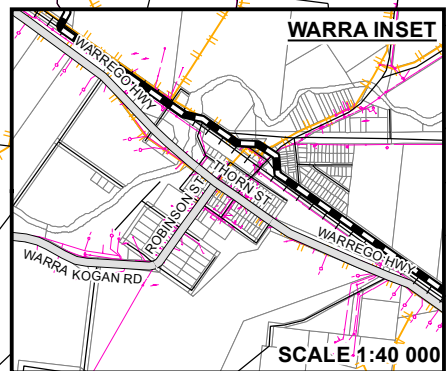 WARRA INSET
WARREGO HWY
THORN ST
ROBINSON ST
WARREGO HWY
WARRA KOGAN RD
SCALE 1:40 000